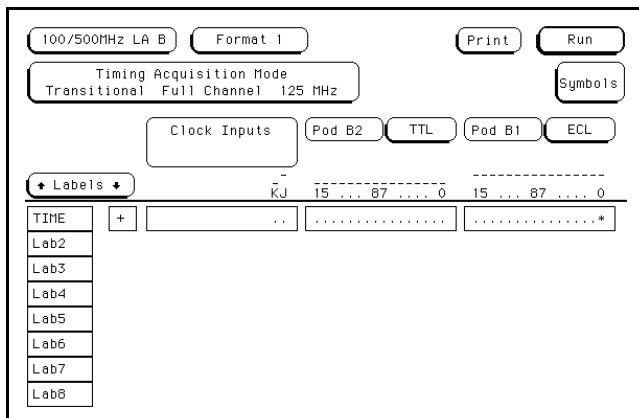 100/500MHz LA B Format 1 Print Run
Timing Acquisition Mode
Transitional Full Channel 125 MHz
Symbols
Clock Inputs Pod B2 TTL Pod B1 ECL
↑ Labels ↓
KJ 15 ... 87 .... 0 15 ... 87 .... 0
TIME + .. ................ ...............*
Lab2
Lab3
Lab4
Lab5
Lab6
Lab7
Lab8